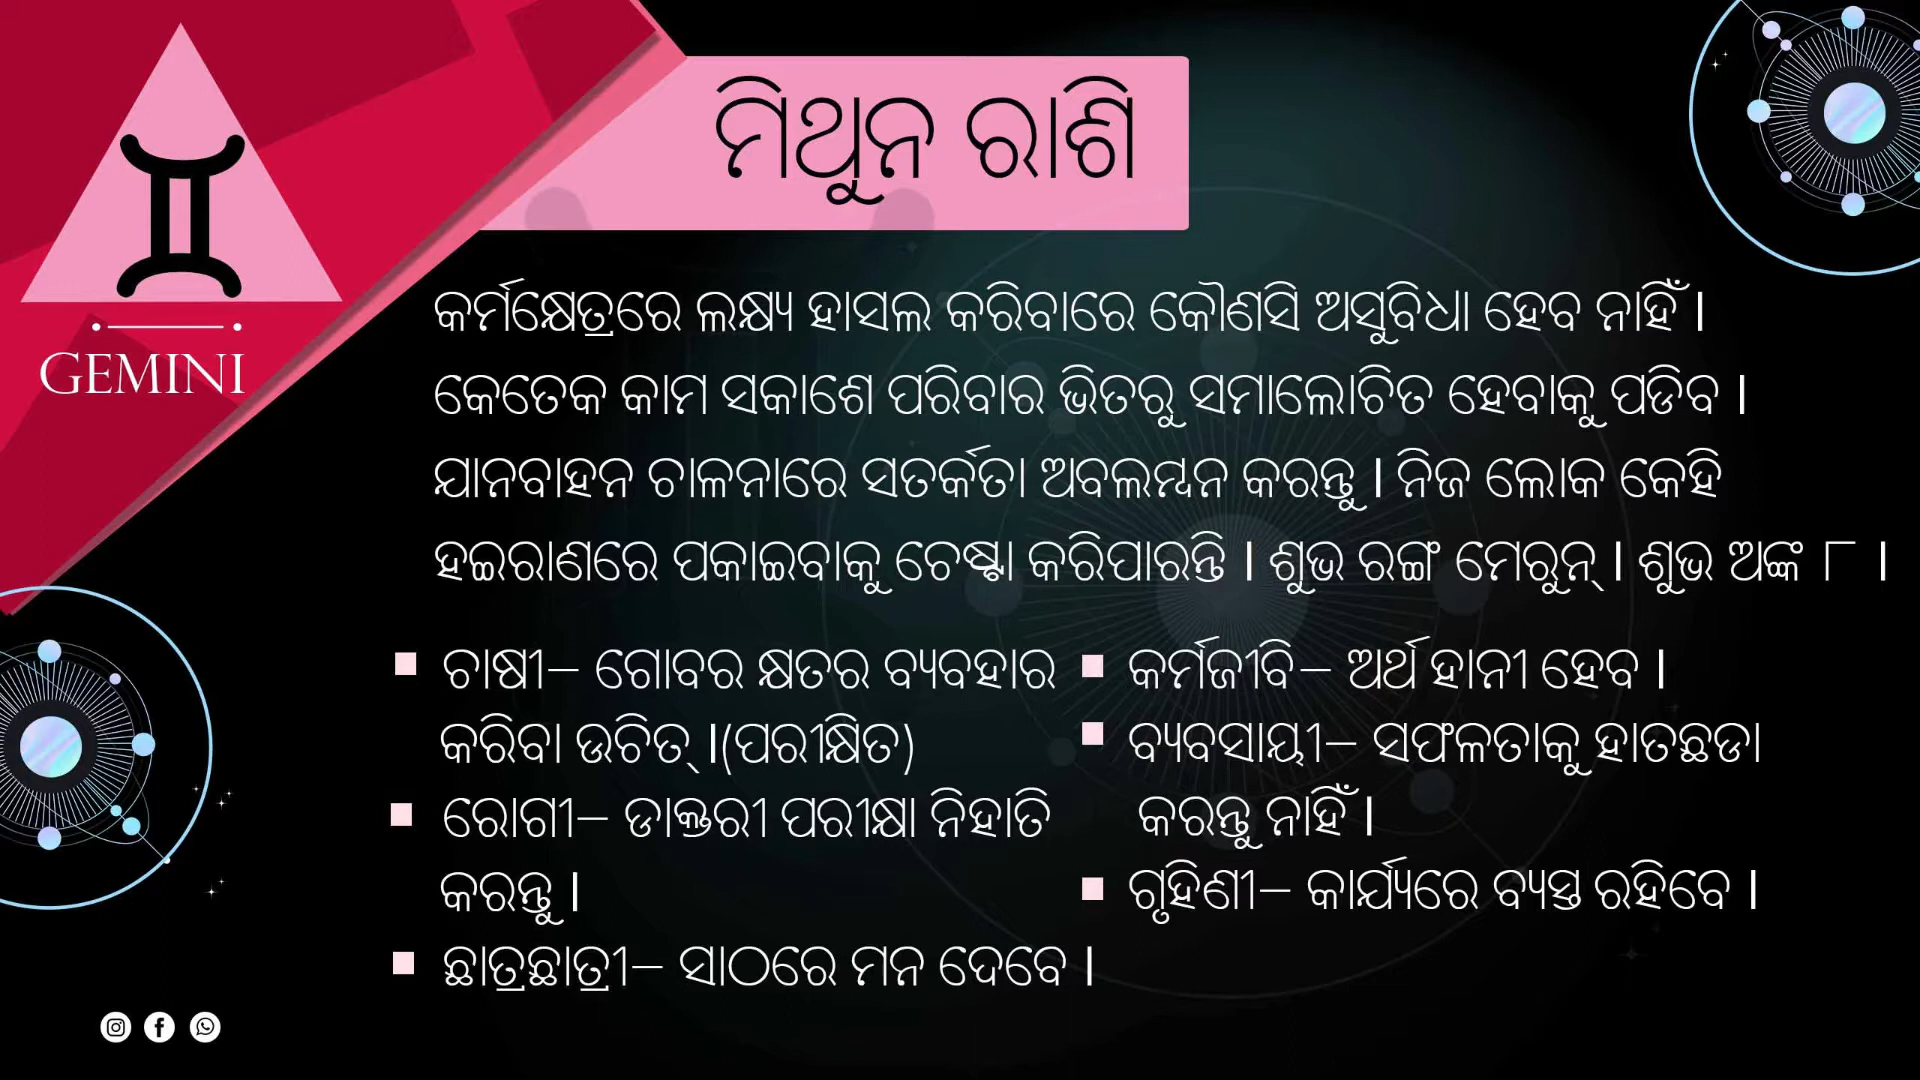 ମିଥୁନ ରାଶି
GEMINI
କର୍ମକ୍ଷେତ୍ରରେ ଲକ୍ଷ୍ୟ ହାସଲ କରିବାରେ କୌଣସି ଅସୁବିଧା ହେବ ନାହିଁ ।
କେତେକ କାମ ସକାଶେ ପରିବାର ଭିତରୁ ସମାଲୋଚିତ ହେବାକୁ ପଡିବ ।
ଯାନବାହନ ଚାଳନାରେ ସତର୍କତା ଅବଲମ୍ବନ କରନ୍ତୁ । ନିଜ ଲୋକ କେହି
ହଇରାଣରେ ପକାଇବାକୁ ଚେଷ୍ଟା କରିପାରନ୍ତି । ଶୁଭ ରଙ୍ଗ ମେରୁନ୍ । ଶୁଭ ଅଙ୍କ ୮ ।
ଚାଷୀ– ଗୋବର କ୍ଷତର ବ୍ୟବହାର
କରିବା ଉଚିତ୍ ।(ପରୀକ୍ଷିତ)
ରୋଗୀ– ଡାକ୍ତରୀ ପରୀକ୍ଷା ନିହାତି
କରନ୍ତୁ ।
ଛାତ୍ରଛାତ୍ରୀ– ସାଠରେ ମନ ଦେବେ ।
କର୍ମଜୀବି– ଅର୍ଥ ହାନୀ ହେବ ।
ବ୍ୟବସାୟୀ– ସଫଳତାକୁ ହାତଛଡା
କରନ୍ତୁ ନାହିଁ ।
ଗୃହିଣୀ– କାର୍ଯ୍ୟରେ ବ୍ୟସ୍ତ ରହିବେ ।